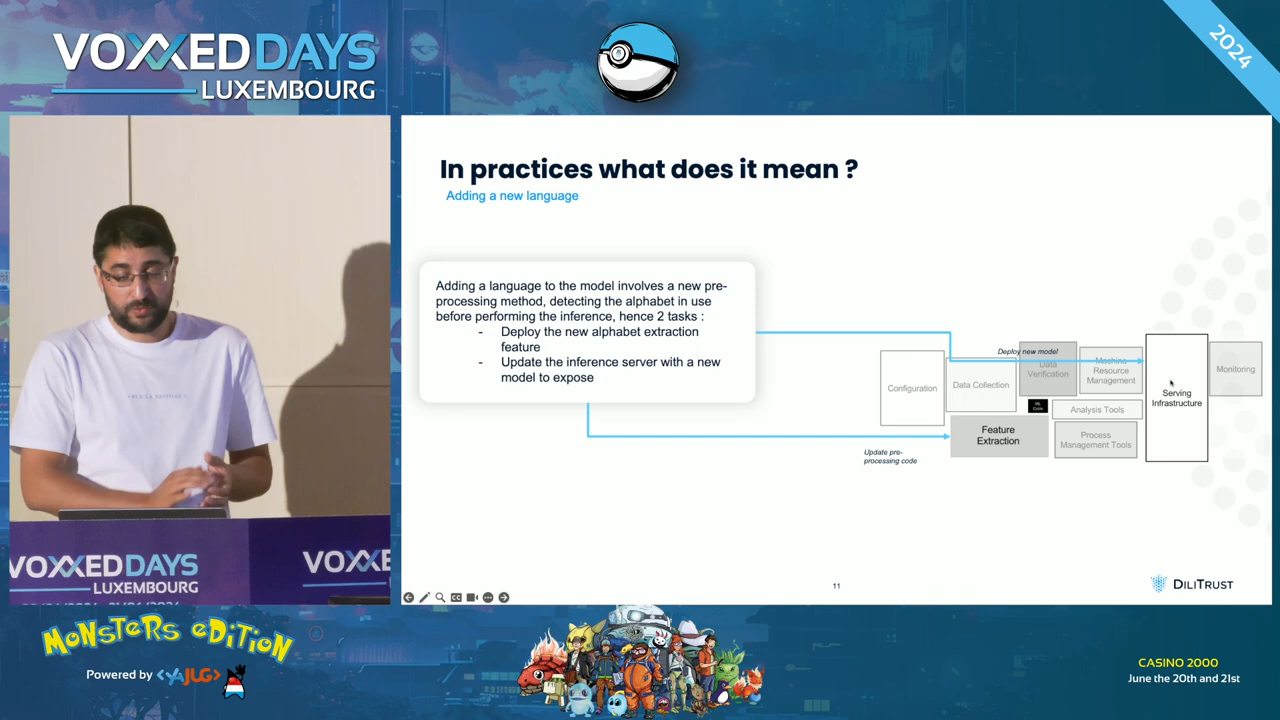 VOXXEDDAYS
LUXEMBOURG
2024
In practices what does it mean ?
Adding a new language
Adding a language to the model involves a new pre-
processing method, detecting the alphabet in use
before performing the inference, hence 2 tasks :
- Deploy the new alphabet extraction
feature
- Update the inference server with a new
model to expose
Deploy new model
Configuration
Data Collection
Data
Verification
Machine
Resource
Management
ML
Code
Analysis Tools
Feature
Extraction
Process
Management Tools
Serving
Infrastructure
Monitoring
Update pre-
processing code
11
DILITRUST
VOXXEDDAYS
LUXEMBOURG
VOXXE
MONSTERS EDITION
Powered by <YAJUG>
CASINO 2000
June the 20th and 21st